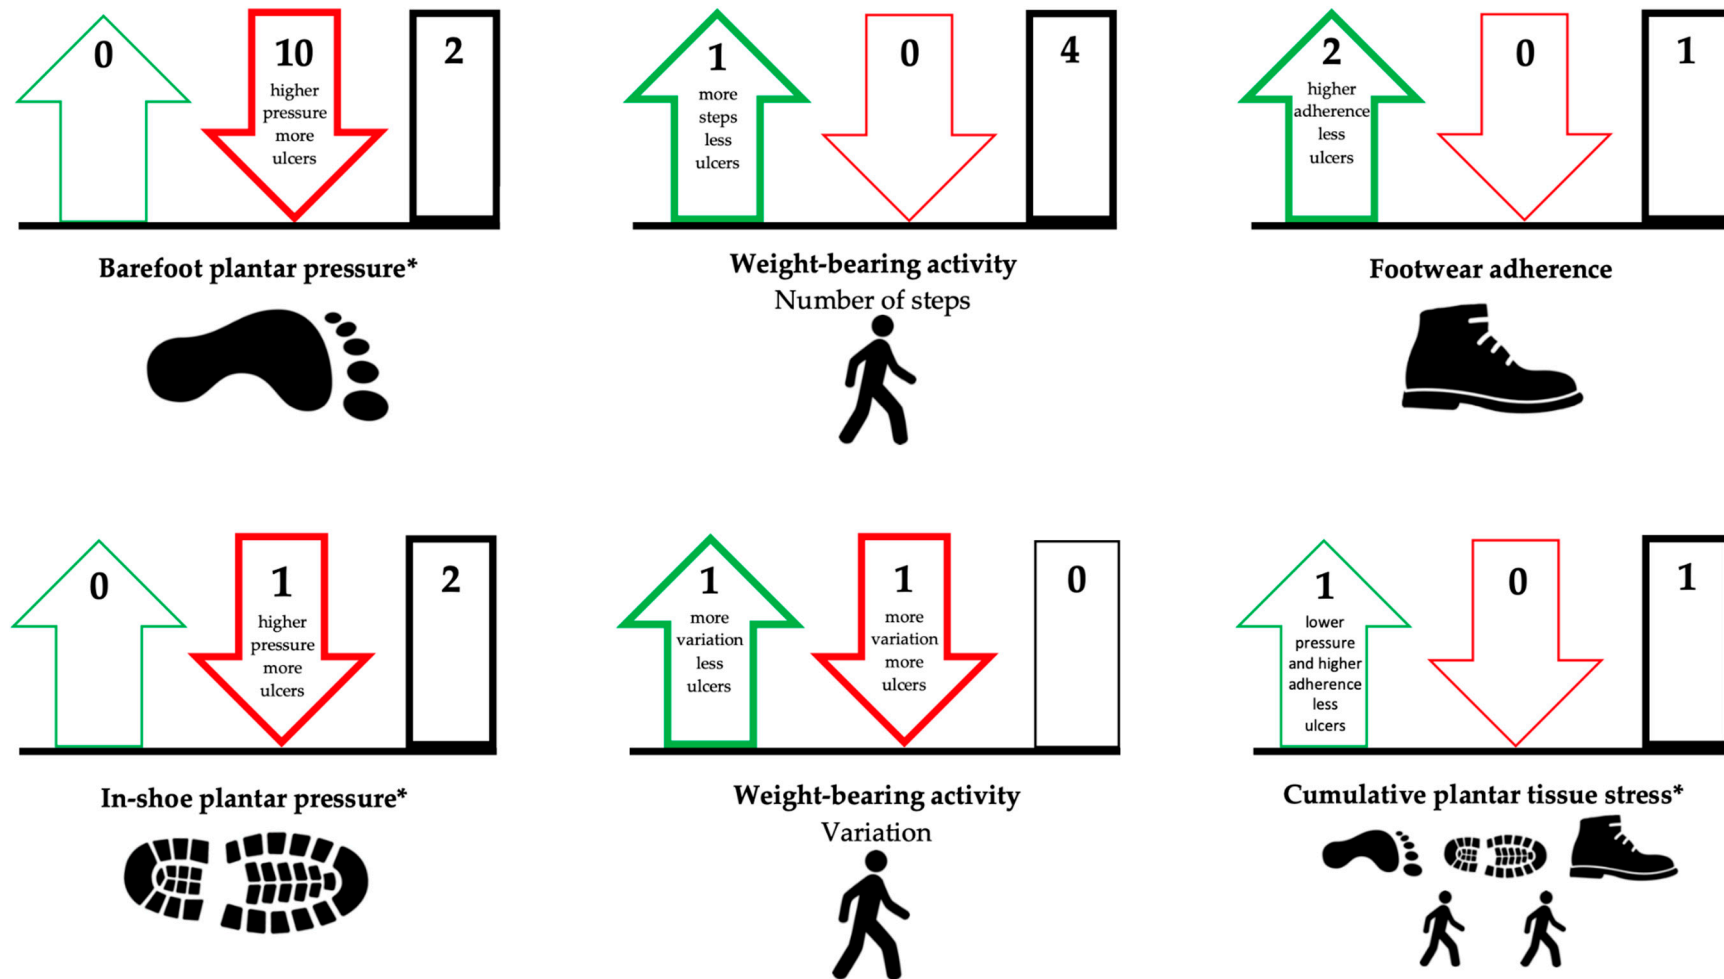 0
10
higher
pressure
more
ulcers
2
Barefoot plantar pressure*
1
more
steps
less
ulcers
0
4
Weight-bearing activity
Number of steps
2
higher
adherence
less
ulcers
0
1
Footwear adherence
0
1
higher
pressure
more
ulcers
2
In-shoe plantar pressure*
1
more
variation
less
ulcers
1
more
variation
more
ulcers
0
Weight-bearing activity
Variation
1
lower
pressure
and higher
adherence
less
ulcers
0
1
Cumulative plantar tissue stress*